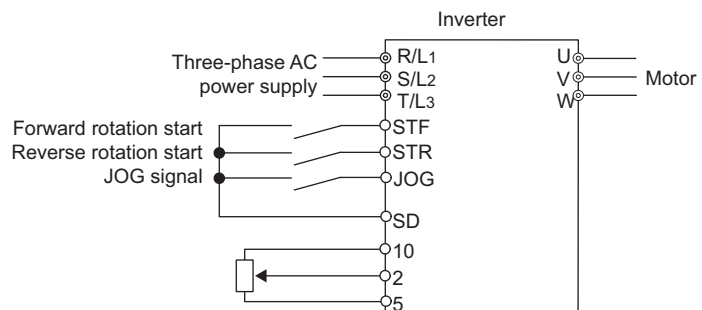 Inverter
Three-phase AC
power supply
R/L1
S/L2
T/L3
U
V
W
Motor
Forward rotation start
STF
Reverse rotation start
STR
JOG signal
JOG
SD
10
2
5